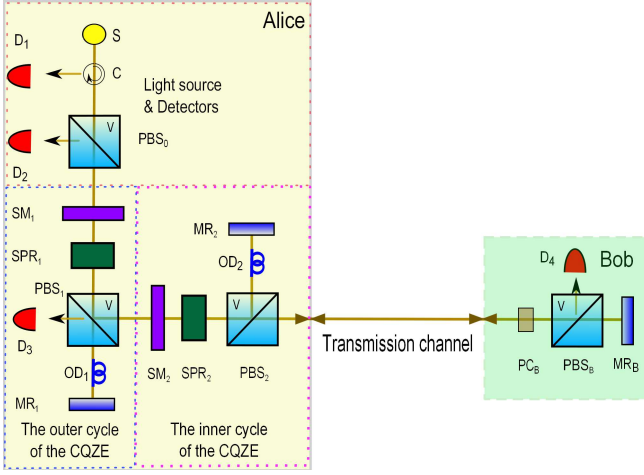 Alice
D1
S
C
Light source
& Detectors
V
PBS0
D2
SM1
SPR1
PBS1
V
D3
OD1
MR1
The outer cycle
of the CQZE
MR2
OD2
V
SM2
SPR2
PBS2
The inner cycle
of the CQZE
Transmission channel
Bob
D4
V
PCB
PBSB
MRB